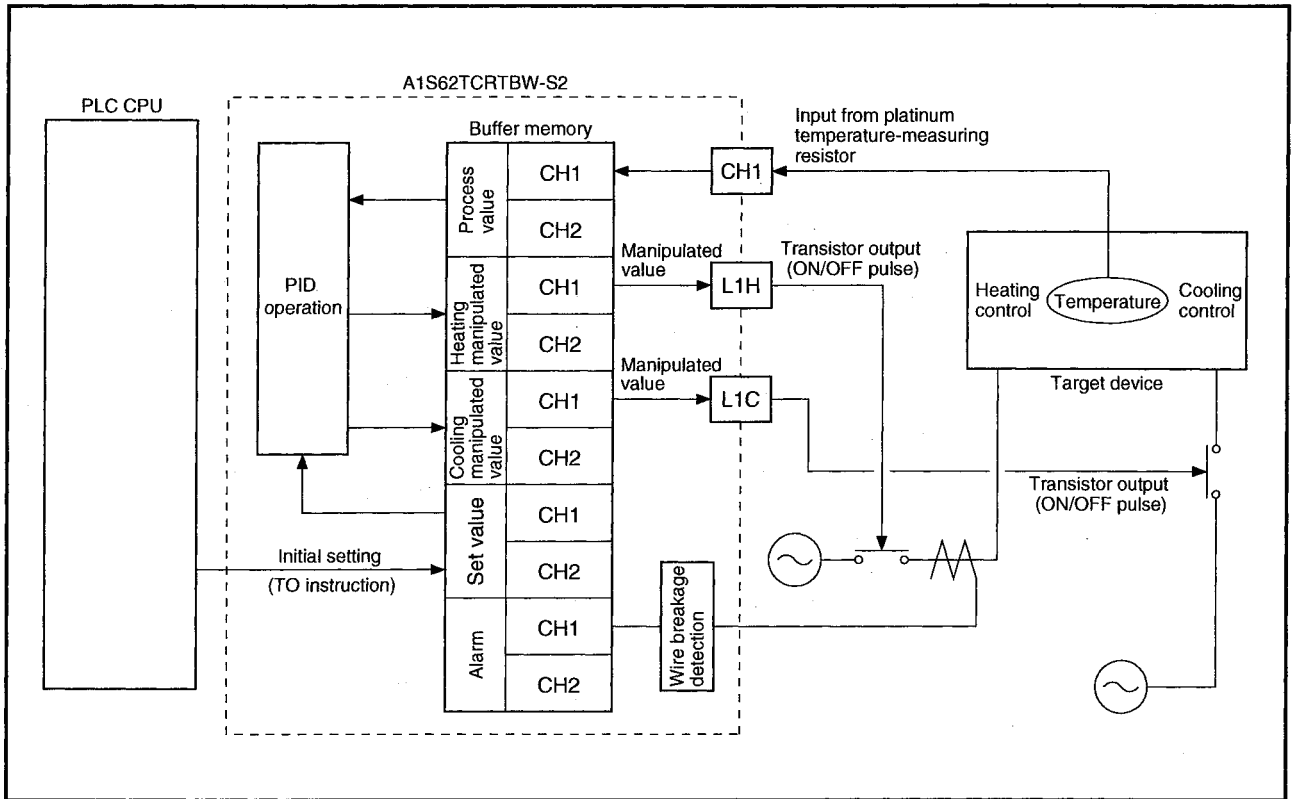 A1S62TCRTBW-S2
PLC CPU
Buffer memory
Input from platinum
temperature-measuring
resistor
PID
operation
Process
value
CH1
CH2
CH1
Heating
manipulated
value
CH1
CH2
Manipulated
value
L1H
Transistor output
(ON/OFF pulse)
Heating
control
Temperature
Cooling
control
Target device
Cooling
manipulated
value
CH1
CH2
Manipulated
value
L1C
Transistor output
(ON/OFF pulse)
Set value
CH1
CH2
Initial setting
(TO instruction)
Alarm
CH1
CH2
Wire breakage
detection